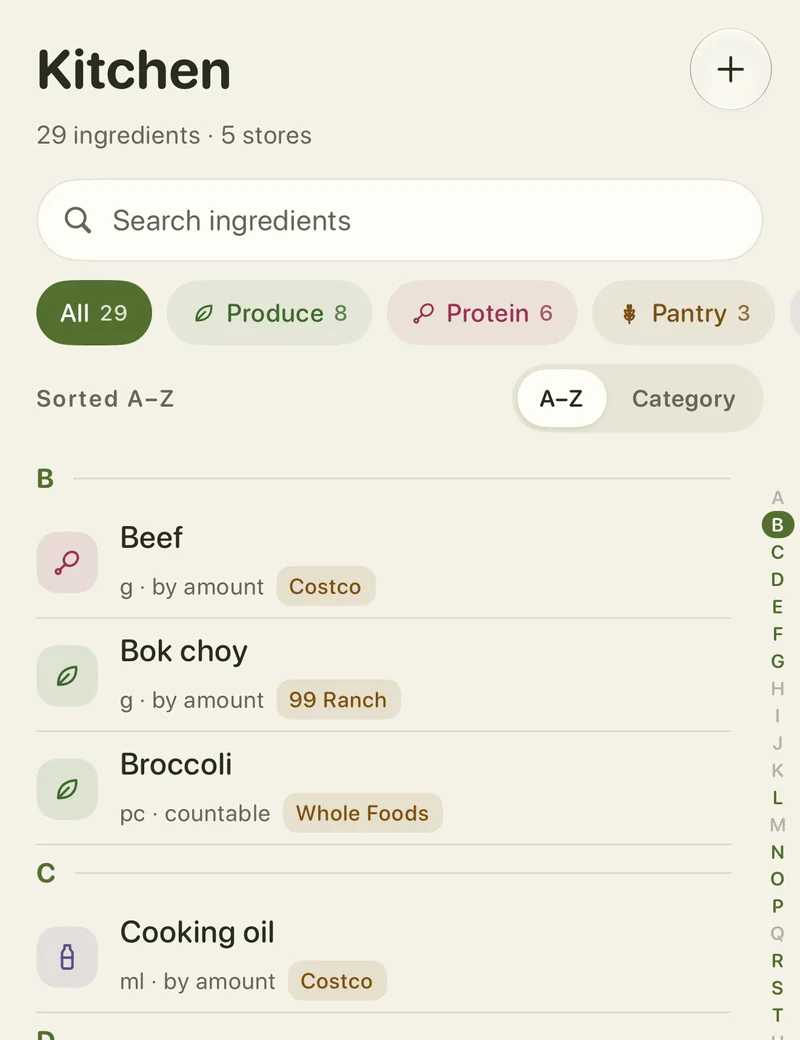 Kitchen
29 ingredients · 5 stores
Search ingredients
All 29 Produce 8 Protein 6 Pantry 3
Sorted A–Z A–Z Category
B
Beef
g · by amount Costco
Bok choy
g · by amount 99 Ranch
Broccoli
pc · countable Whole Foods
C
Cooking oil
ml · by amount Costco
D
A
B
C
D
E
F
G
H
I
J
K
L
M
N
O
P
Q
R
S
T